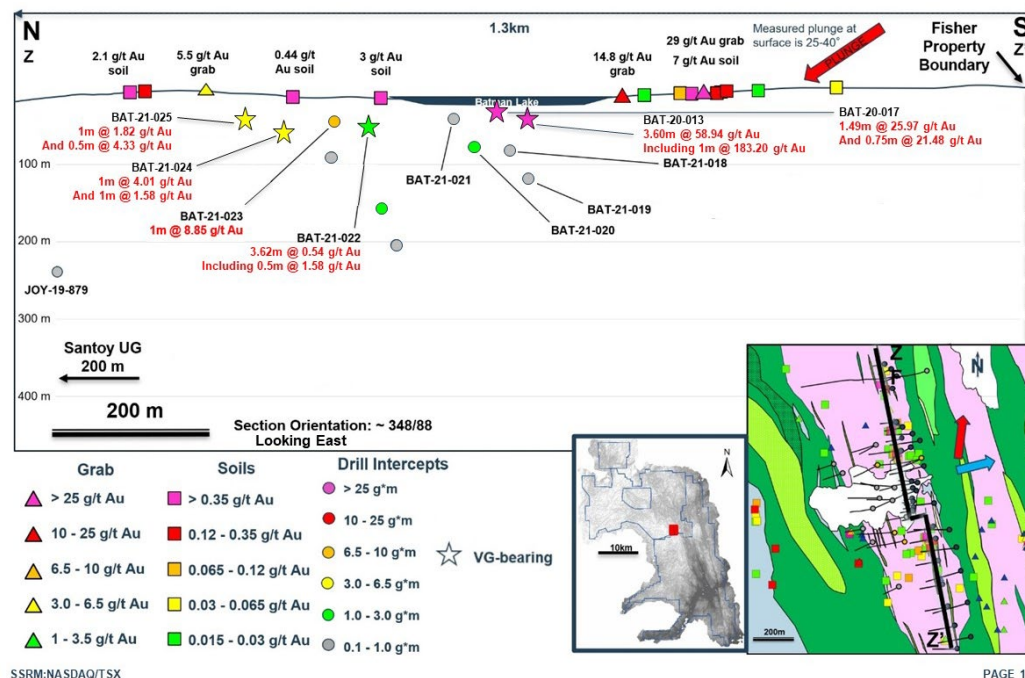 N
Z
1.3km
S
Z'
Measured plunge at
surface is 25-40°
PLUNGE
Fisher
Property
Boundary
2.1 g/t Au
soil
5.5 g/t Au
grab
0.44 g/t
Au soil
3 g/t Au
soil
14.8 g/t Au
grab
29 g/t Au grab
7 g/t Au soil
Batman Lake
BAT-21-025
1m @ 1.82 g/t Au
And 0.5m @ 4.33 g/t Au
BAT-21-024
1m @ 4.01 g/t Au
And 1m @ 1.58 g/t Au
BAT-21-023
1m @ 8.85 g/t Au
BAT-21-022
3.62m @ 0.54 g/t Au
Including 0.5m @ 1.58 g/t Au
BAT-21-021
BAT-20-013
3.60m @ 58.94 g/t Au
Including 1m @ 183.20 g/t Au
BAT-20-017
1.49m @ 25.97 g/t Au
And 0.75m @ 21.48 g/t Au
BAT-21-018
BAT-21-019
BAT-21-020
100 m
200 m
300 m
400 m
JOY-19-879
Santoy UG
200 m
200 m
Section Orientation: ~ 348/88
Looking East
Grab
> 25 g/t Au
10 - 25 g/t Au
6.5 - 10 g/t Au
3.0 - 6.5 g/t Au
1 - 3.5 g/t Au
Soils
> 0.35 g/t Au
0.12 - 0.35 g/t Au
0.065 - 0.12 g/t Au
0.03 - 0.065 g/t Au
0.015 - 0.03 g/t Au
Drill Intercepts
> 25 g*m
10 - 25 g*m
6.5 - 10 g*m
3.0 - 6.5 g*m
1.0 - 3.0 g*m
0.1 - 1.0 g*m
VG-bearing
N
10km
Z
N
200m
Z'
SSRM:NASDAQ/TSX
PAGE 1